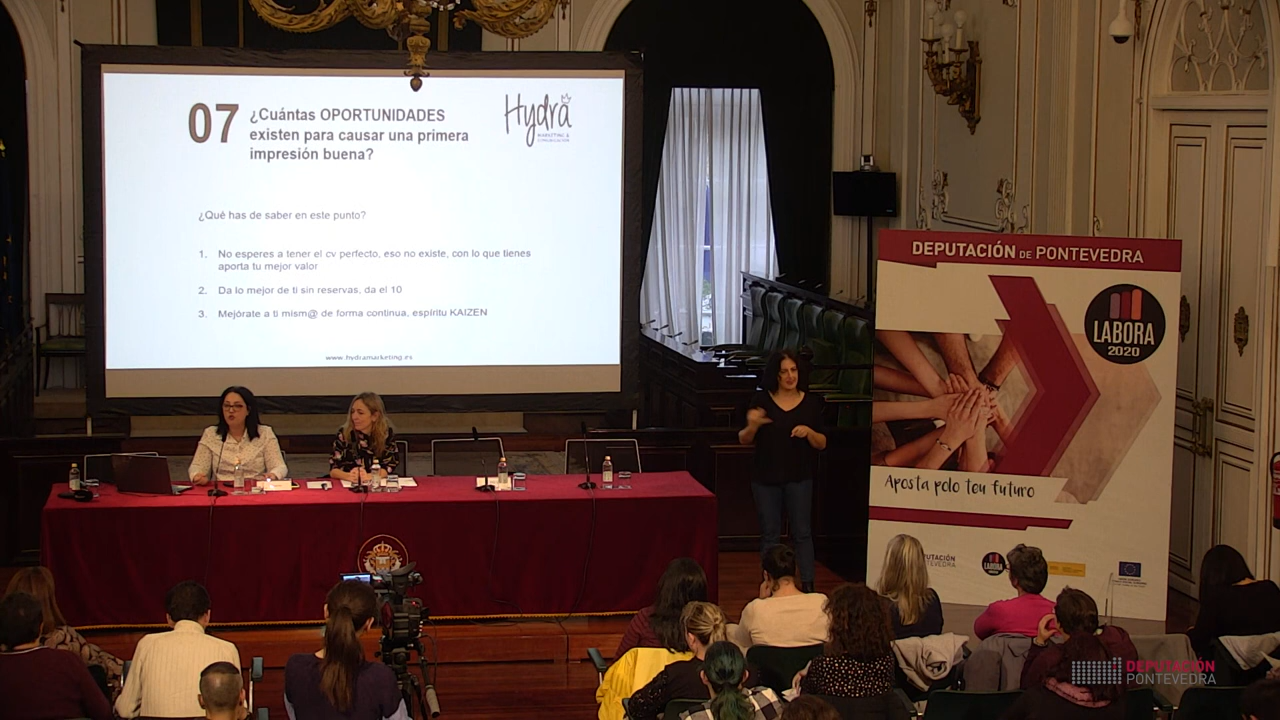 07
¿Cuántas OPORTUNIDADES
existen para causar una primera
impresión buena?
Hydra
MARKETING &
COMUNICACIÓN
¿Qué has de saber en este punto?
1. No esperes a tener el cv perfecto, eso no existe, con lo que tienes
aporta tu mejor valor
2. Da lo mejor de ti sin reservas, da el 10
3. Mejórate a ti mism@ de forma continua, espíritu KAIZEN
www.hydramarketing.es
DEPUTACIÓN DE PONTEVEDRA
LABORA
2020
Aposta polo teu futuro
LABORA
DEPUTACIÓN
PONTEVEDRA